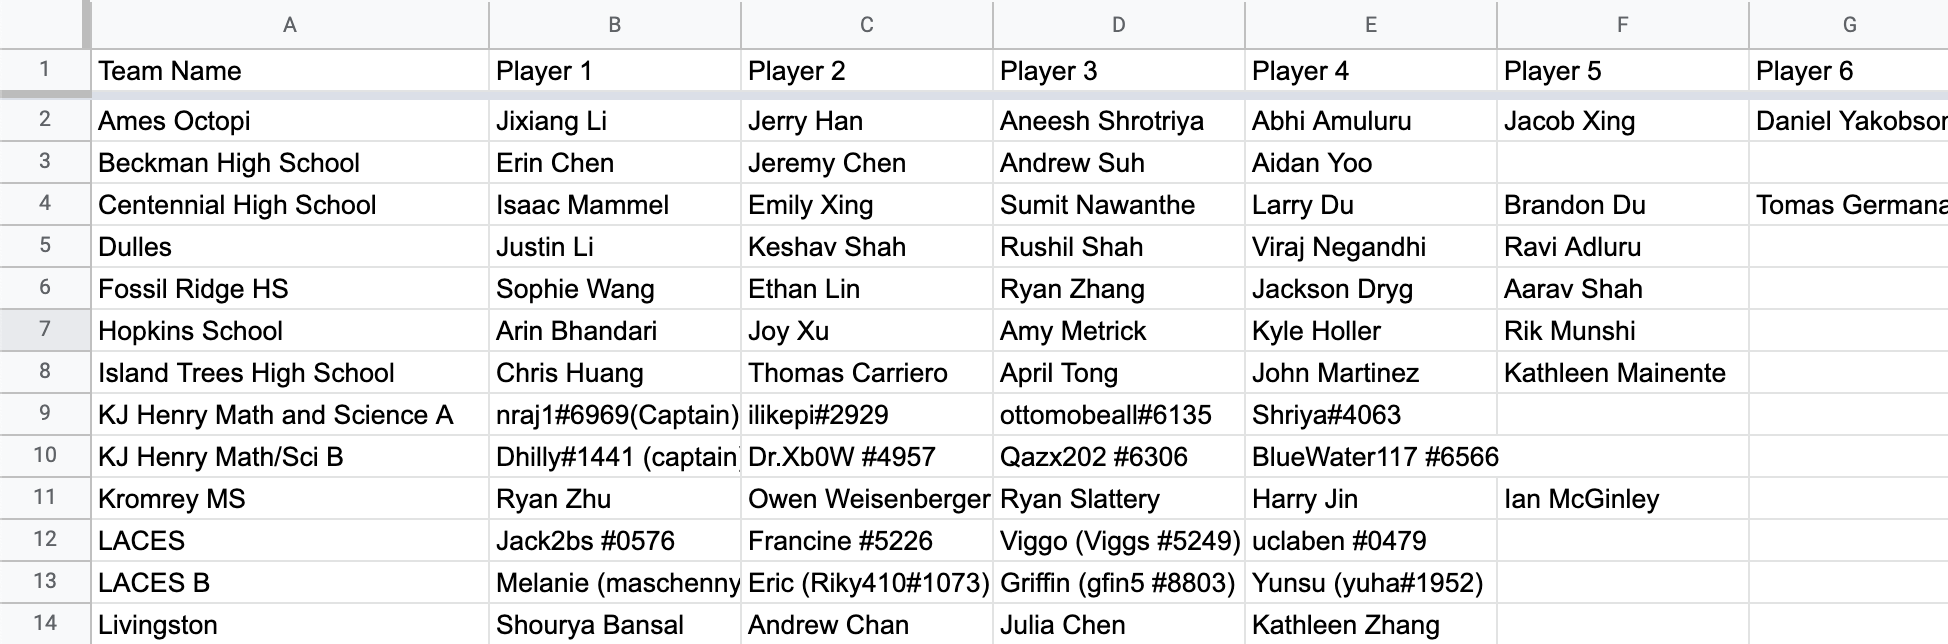 A B C D E F G
1 Team Name Player 1 Player 2 Player 3 Player 4 Player 5 Player 6
2 Ames Octopi Jixiang Li Jerry Han Aneesh Shrotriya Abhi Amuluru Jacob Xing Daniel Yakobson
3 Beckman High School Erin Chen Jeremy Chen Andrew Suh Aidan Yoo
4 Centennial High School Isaac Mammel Emily Xing Sumit Nawanthe Larry Du Brandon Du Tomas Germana
5 Dulles Justin Li Keshav Shah Rushil Shah Viraj Negandhi Ravi Adluru
6 Fossil Ridge HS Sophie Wang Ethan Lin Ryan Zhang Jackson Dryg Aarav Shah
7 Hopkins School Arin Bhandari Joy Xu Amy Metrick Kyle Holler Rik Munshi
8 Island Trees High School Chris Huang Thomas Carriero April Tong John Martinez Kathleen Mainente
9 KJ Henry Math and Science A nraj1#6969(Captain) ilikepi#2929 ottomobeall#6135 Shriya#4063
10 KJ Henry Math/Sci B Dhilly#1441 (captain) Dr.Xb0W #4957 Qazx202 #6306 BlueWater117 #6566
11 Kromrey MS Ryan Zhu Owen Weisenberger Ryan Slattery Harry Jin Ian McGinley
12 LACES Jack2bs #0576 Francine #5226 Viggo (Viggs #5249) uclaben #0479
13 LACES B Melanie (maschenny Eric (Riky410#1073) Griffin (gfin5 #8803) Yunsu (yuha#1952)
14 Livingston Shourya Bansal Andrew Chan Julia Chen Kathleen Zhang